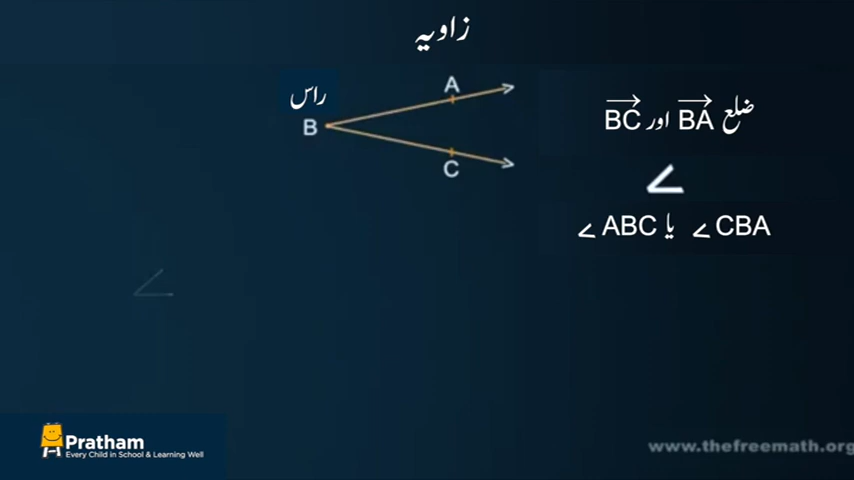 زاویہ
راس
A
B
C
ضلع BA اور BC
∠
∠ABC یا ∠CBA
∠
Pratham
Every Child in School & Learning Well
www.thefreemath.org